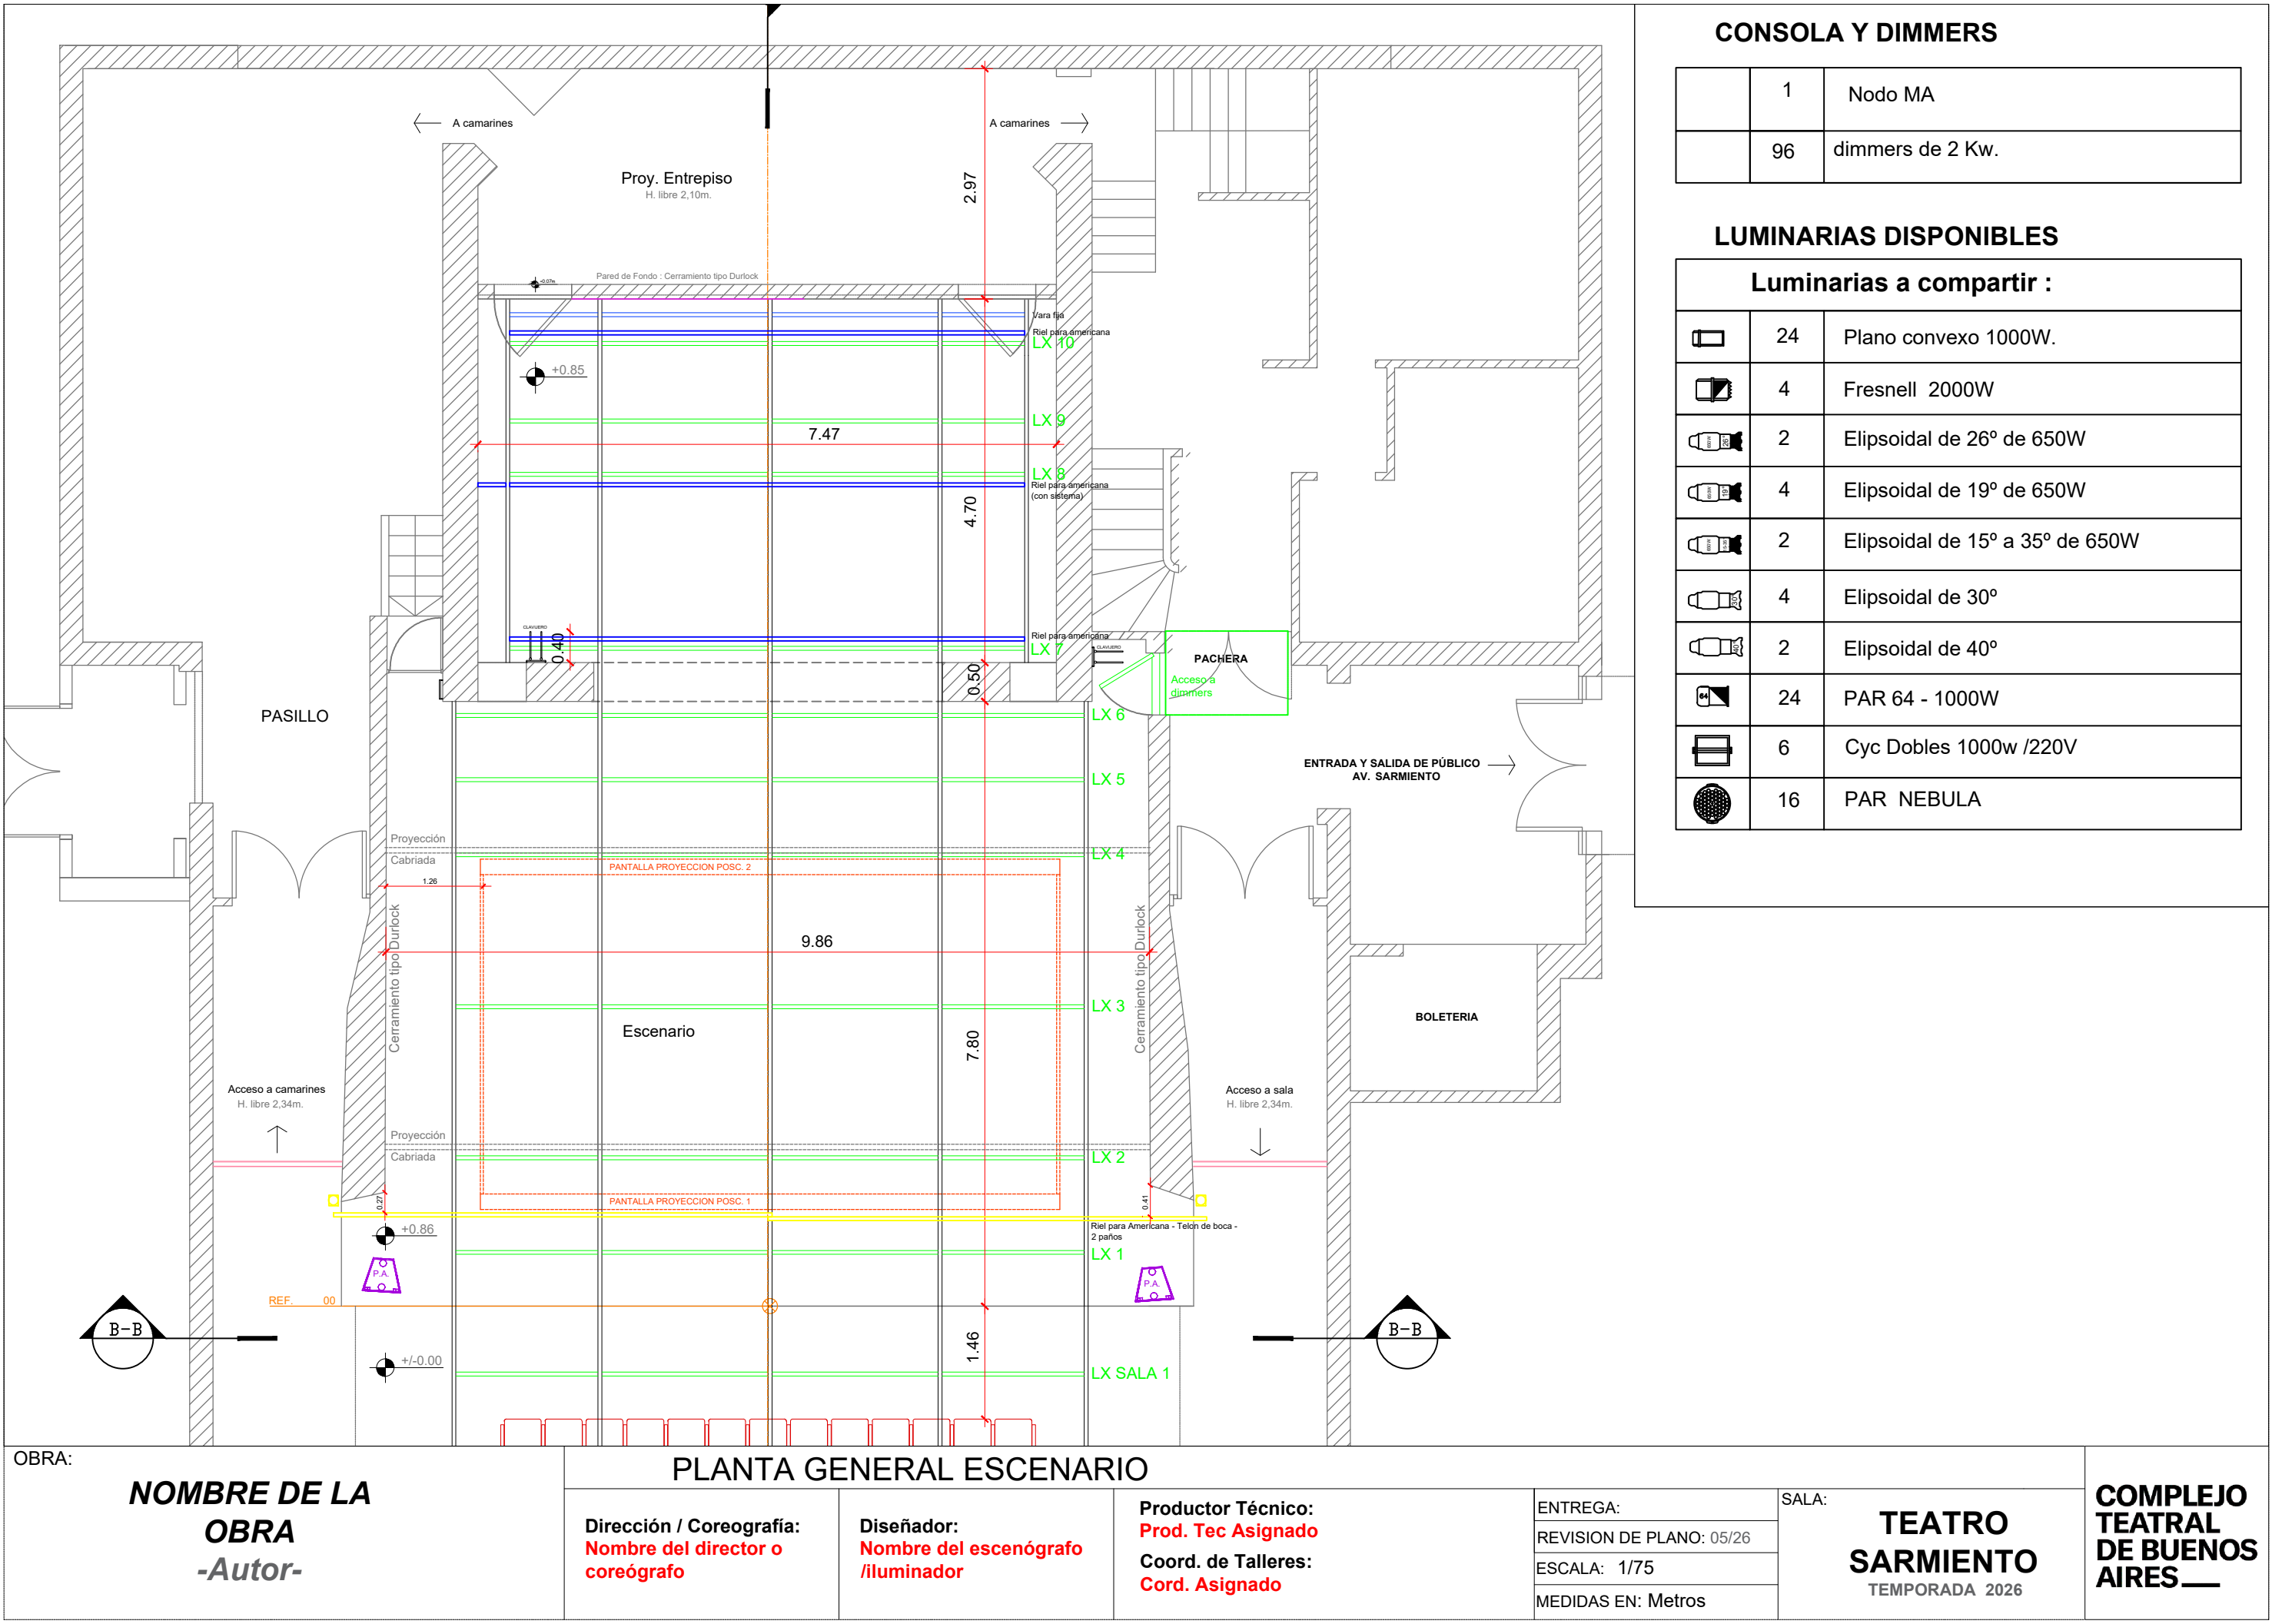 CONSOLA Y DIMMERS
1 Nodo MA
96 dimmers de 2 Kw.
LUMINARIAS DISPONIBLES
Luminarias a compartir :
24 Plano convexo 1000W.
4 Fresnell 2000W
2 Elipsoidal de 26º de 650W
4 Elipsoidal de 19º de 650W
2 Elipsoidal de 15º a 35º de 650W
4 Elipsoidal de 30º
2 Elipsoidal de 40º
64 24 PAR 64 - 1000W
6 Cyc Dobles 1000w /220V
16 PAR NEBULA
A camarines
A camarines
Proy. Entrepiso
H. libre 2,10m.
2.97
Pared de Fondo : Cerramiento tipo Durlock
Vara fija
Riel para americana
LX 10
+0.85
LX 9
7.47
LX 8
Riel para americana
(con sistema)
4.70
CLAVIJERO
0.40
Riel para americana
LX 7
CLAVIJERO
PACHERA
Acceso a
dimmers
0.50
PASILLO
LX 6
ENTRADA Y SALIDA DE PÚBLICO
AV. SARMIENTO
LX 5
Proyección
Cabriada
LX 4
PANTALLA PROYECCION POSC. 2
1.26
Cerramiento tipo Durlock
9.86
Cerramiento tipo Durlock
LX 3
Escenario
7.80
BOLETERIA
Acceso a camarines
H. libre 2,34m.
Acceso a sala
H. libre 2,34m.
Proyección
Cabriada
LX 2
PANTALLA PROYECCION POSC. 1
0.27
0.41
+0.86
Riel para Americana - Telon de boca -
2 paños
LX 1
P.A.
P.A.
REF. 00
B-B
B-B
1.46
+/-0.00
LX SALA 1
OBRA:
NOMBRE DE LA
OBRA
-Autor-
PLANTA GENERAL ESCENARIO
Dirección / Coreografía:
Nombre del director o
coreógrafo
Diseñador:
Nombre del escenógrafo
/iluminador
Productor Técnico:
Prod. Tec Asignado
Coord. de Talleres:
Cord. Asignado
ENTREGA:
REVISION DE PLANO: 05/26
ESCALA: 1/75
MEDIDAS EN: Metros
SALA:
TEATRO
SARMIENTO
TEMPORADA 2026
COMPLEJO
TEATRAL
DE BUENOS
AIRES